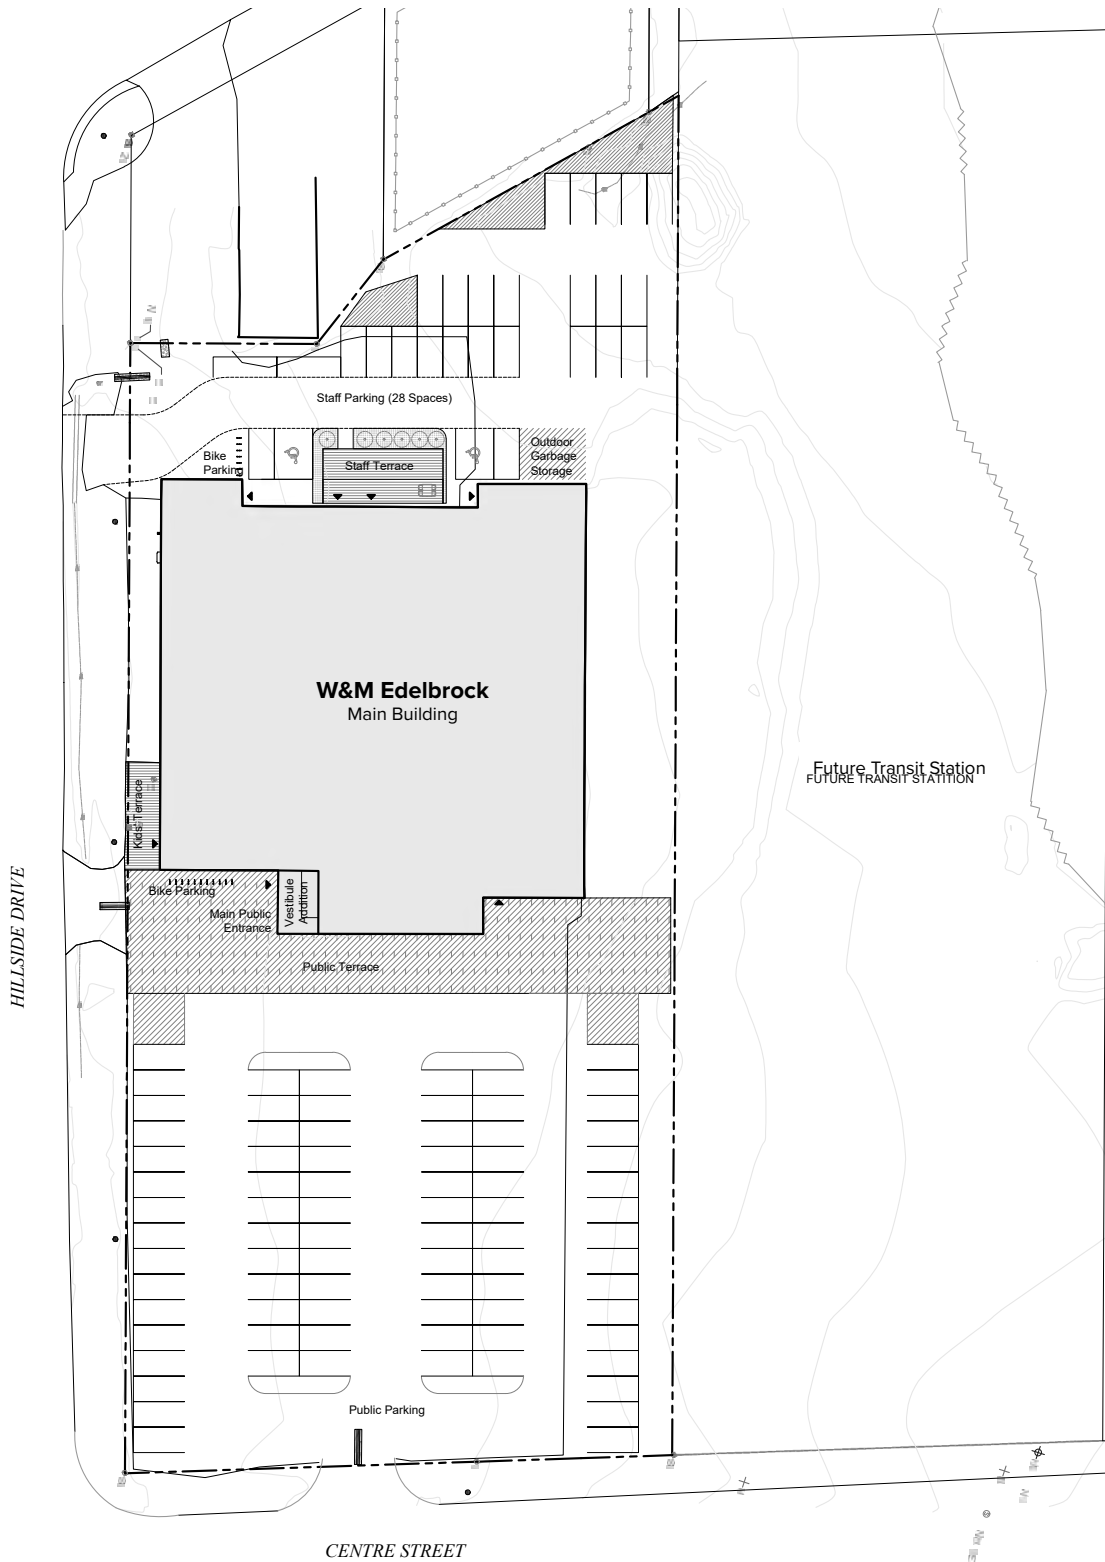 Staff Parking (28 Spaces)
Bike
Parking
Staff Terrace
Outdoor
Garbage
Storage
W&M Edelbrock
Main Building
Future Transit Station
FUTURE TRANSIT STATITION
Kids' Terrace
HILLSIDE DRIVE
Bike Parking
Vestibule
Addition
Main Public
Entrance
Public Terrace
Public Parking
CENTRE STREET